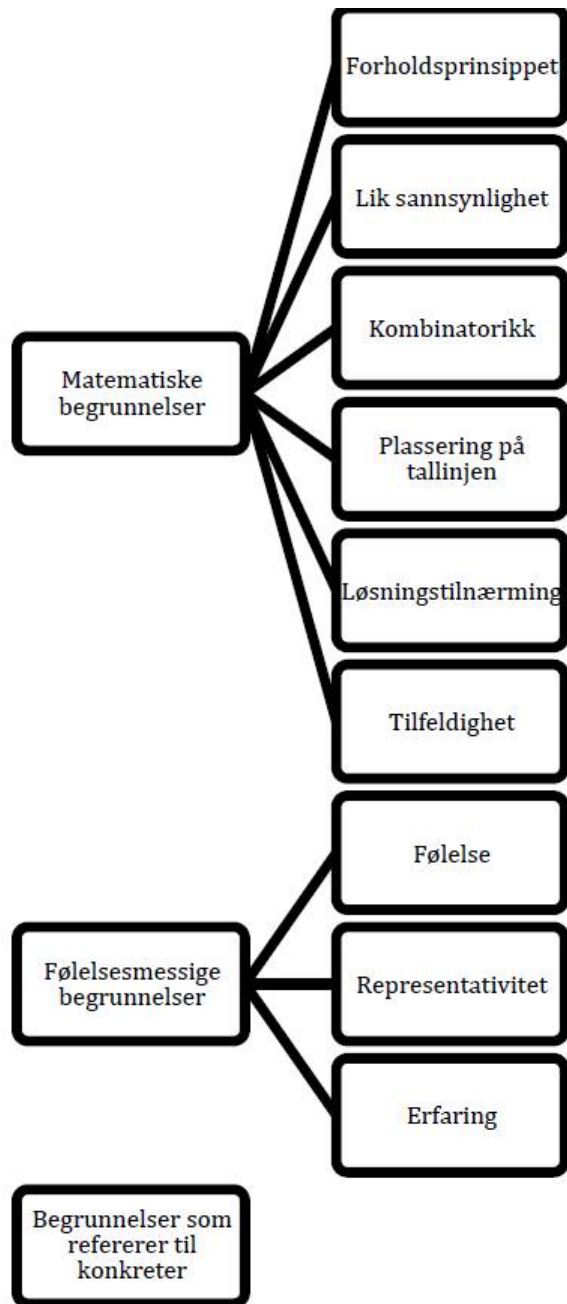 Matematiske
begrunnelser
Forholdsprinsippet
Lik sannsynlighet
Kombinatorikk
Plassering på
tallinjen
Løsningstilnærming
Tilfeldighet
Følelsesmessige
begrunnelser
Følelse
Representativitet
Erfaring
Begrunnelser som
refererer til
konkreter